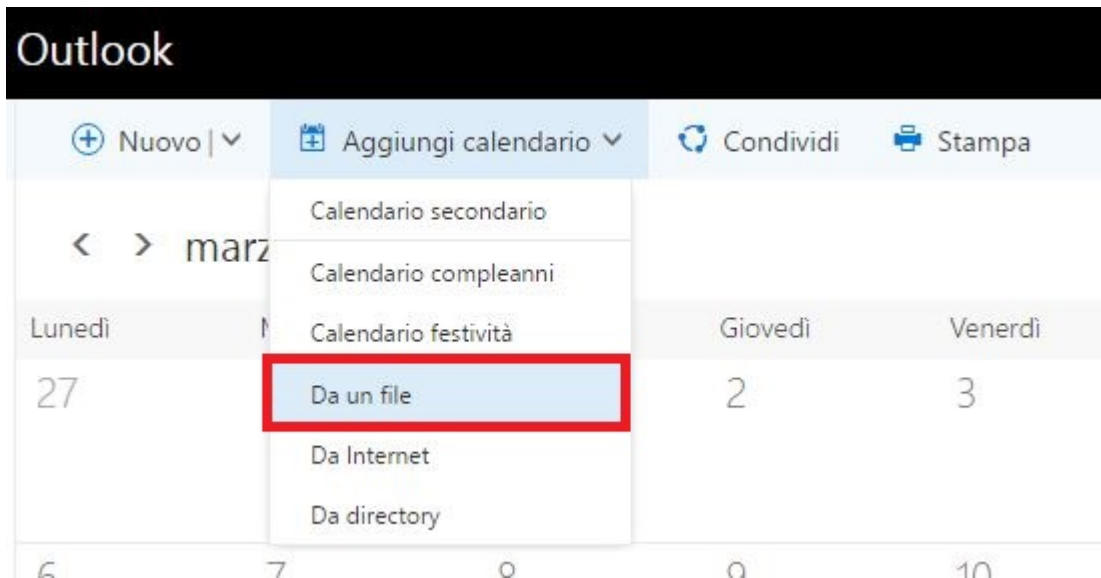 Outlook
Nuovo | Aggiungi calendario Condividi Stampa
Calendario secondario
marz
Calendario compleanni
Lunedì Calendario festività Giovedì Venerdì
27 Da un file 2 3
Da Internet
Da directory